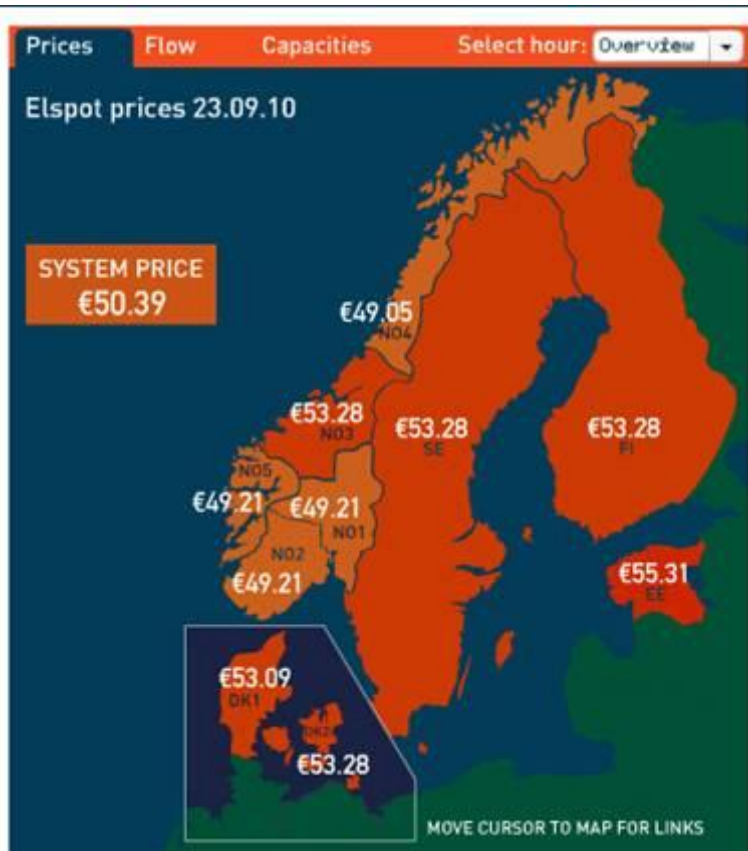 Prices Flow Capacities Select hour: Overview
Elspot prices 23.09.10
SYSTEM PRICE
€50.39
€49.05
NO4
€53.28
NO3
€53.28
SE
€53.28
FI
NO5
€49.21
€49.21
NO1
NO2
€49.21
€55.31
EE
€53.09
DK1
DK2
€53.28
MOVE CURSOR TO MAP FOR LINKS